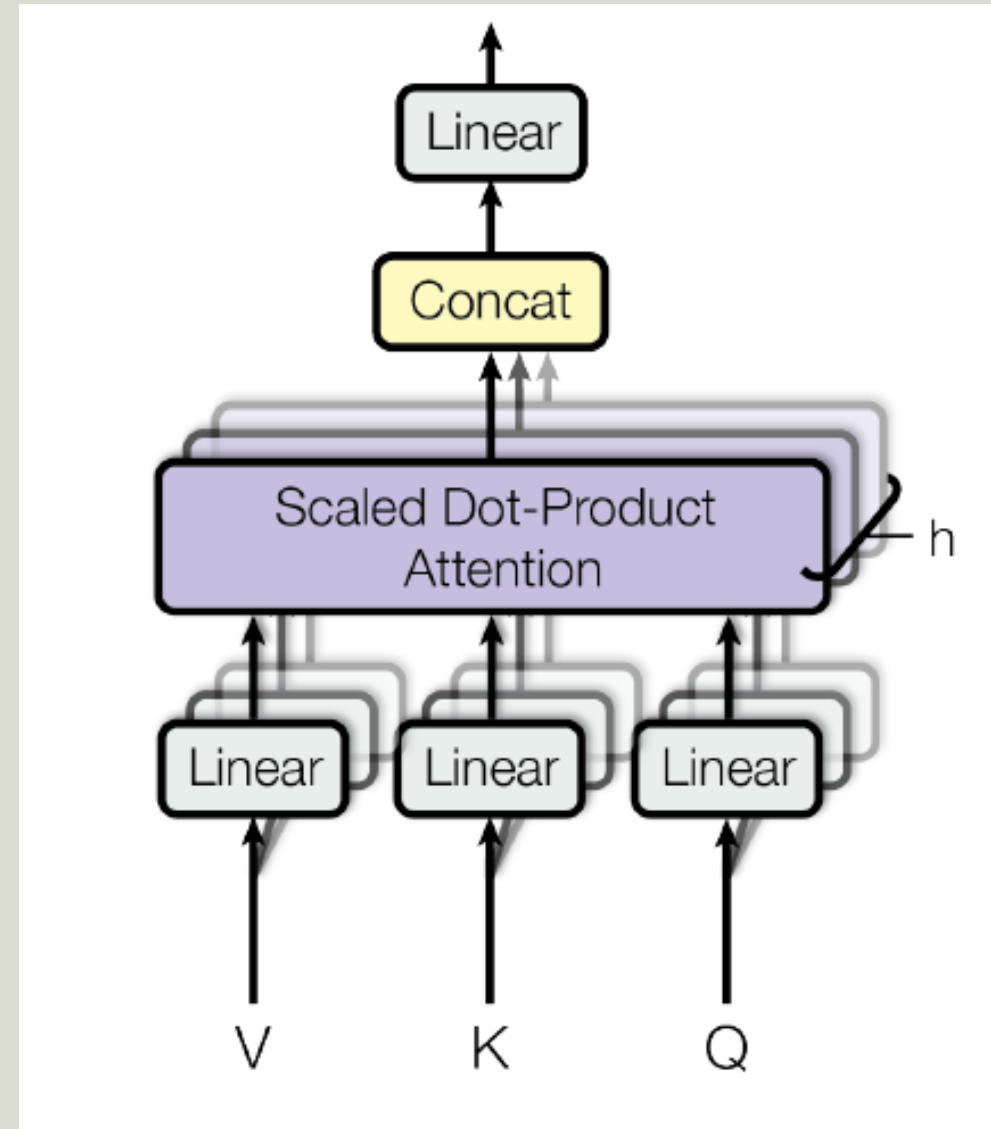 Linear
Concat
Scaled Dot-Product
Attention
h
Linear Linear Linear
V K Q